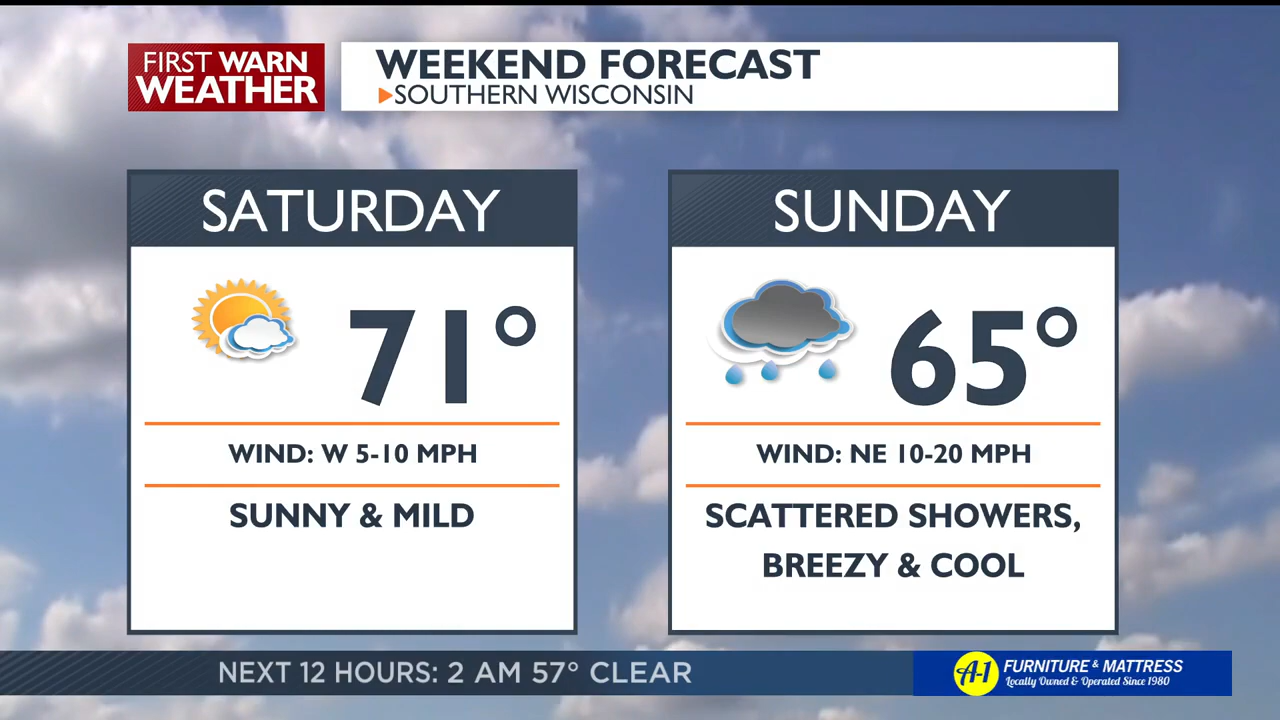 FIRST WARN
WEATHER
WEEKEND FORECAST
SOUTHERN WISCONSIN
SATURDAY
71°
WIND: W 5-10 MPH
SUNNY & MILD
SUNDAY
65°
WIND: NE 10-20 MPH
SCATTERED SHOWERS,
BREEZY & COOL
NEXT 12 HOURS: 2 AM 57° CLEAR
A-1
FURNITURE & MATTRESS
Locally Owned & Operated Since 1980